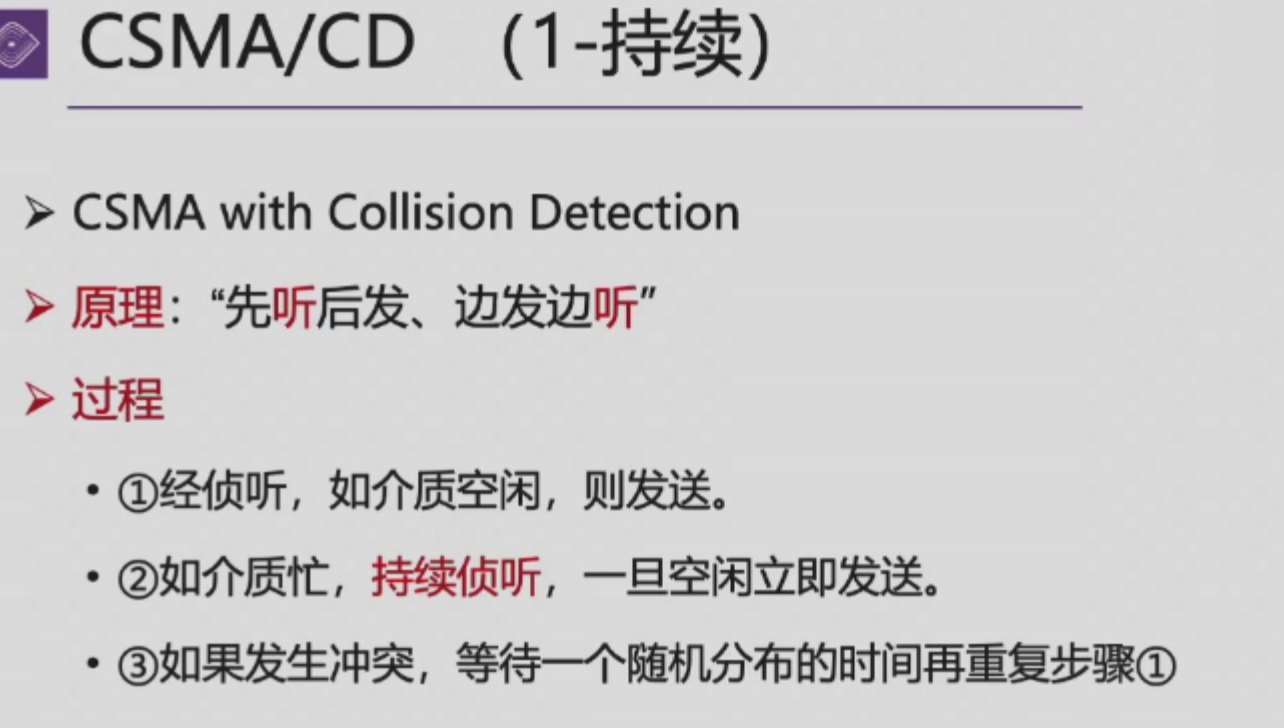 CSMA/CD （1-持续）
CSMA with Collision Detection
原理：“先听后发、边发边听”
过程
①经侦听，如介质空闲，则发送。
②如介质忙，持续侦听，一旦空闲立即发送。
③如果发生冲突，等待一个随机分布的时间再重复步骤①